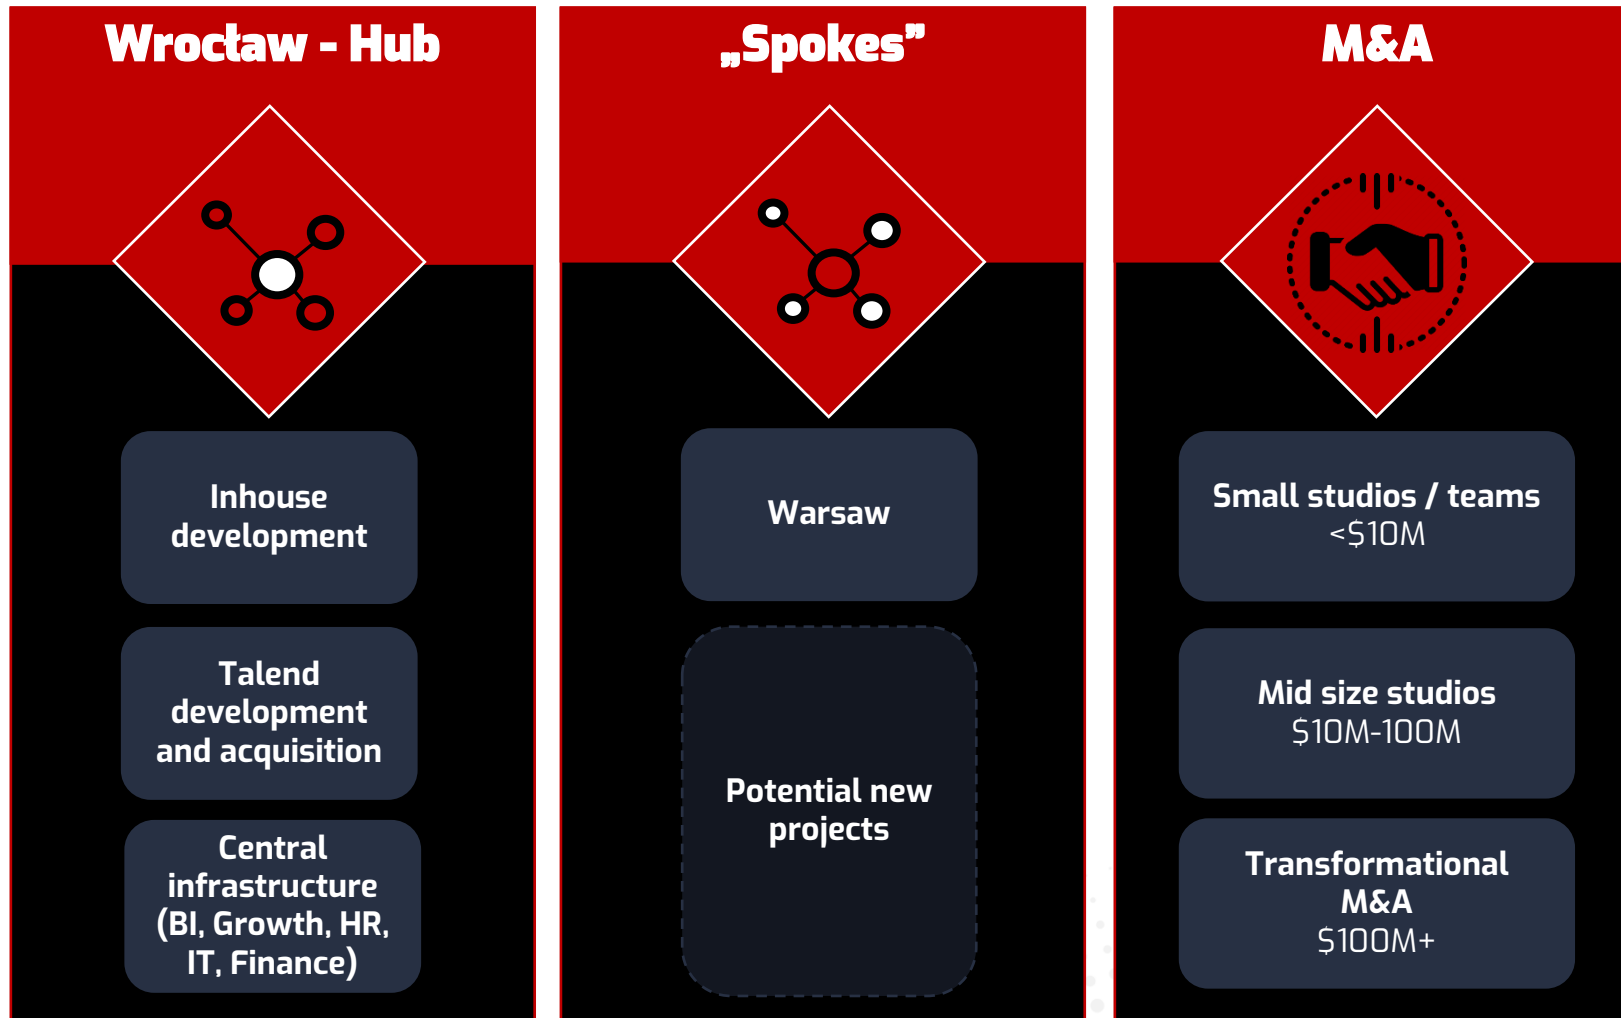 Wrocław - Hub
Inhouse
development
Talend
development
and acquisition
Central
infrastructure
(BI, Growth, HR,
IT, Finance)
„Spokes”
Warsaw
Potential new
projects
M&A
Small studios / teams
<$10M
Mid size studios
$10M-100M
Transformational
M&A
$100M+